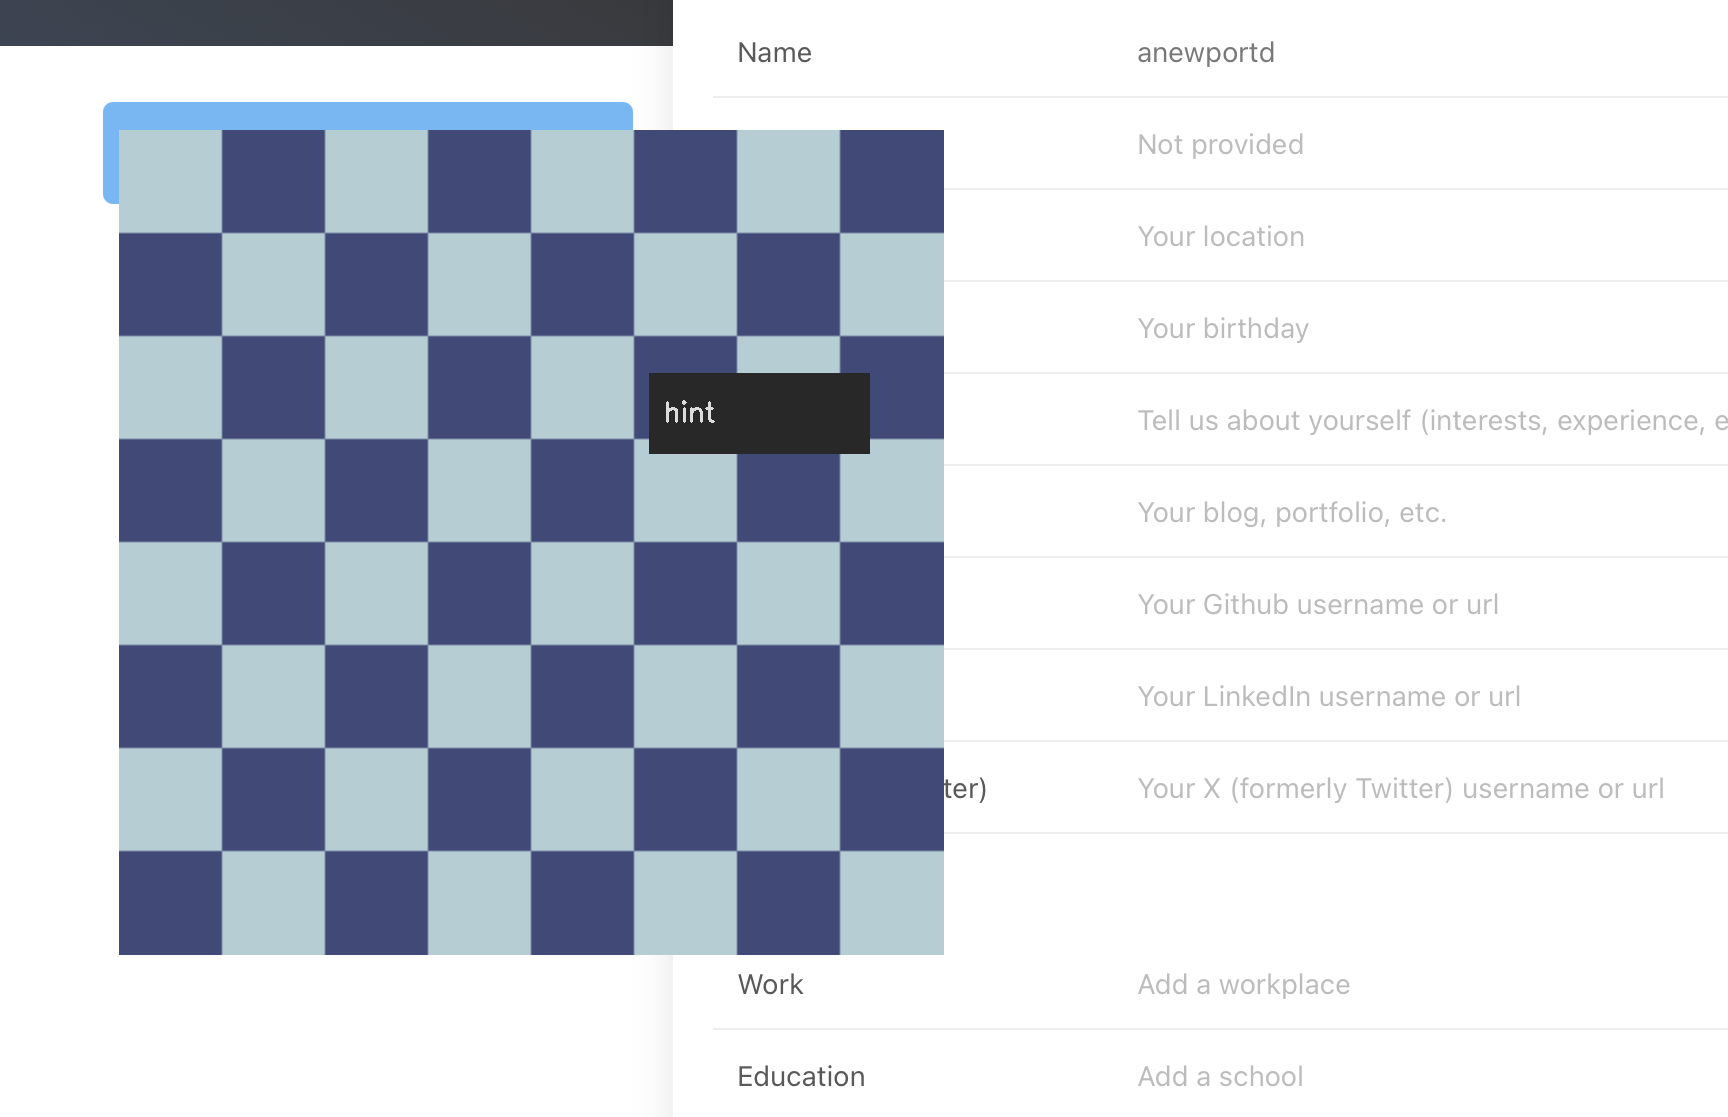 Name anewportd
Not provided
Your location
Your birthday
hint
Tell us about yourself (interests, experience,
Your blog, portfolio, etc.
Your Github username or url
Your LinkedIn username or url
ter) Your X (formerly Twitter) username or url
Work Add a workplace
Education Add a school